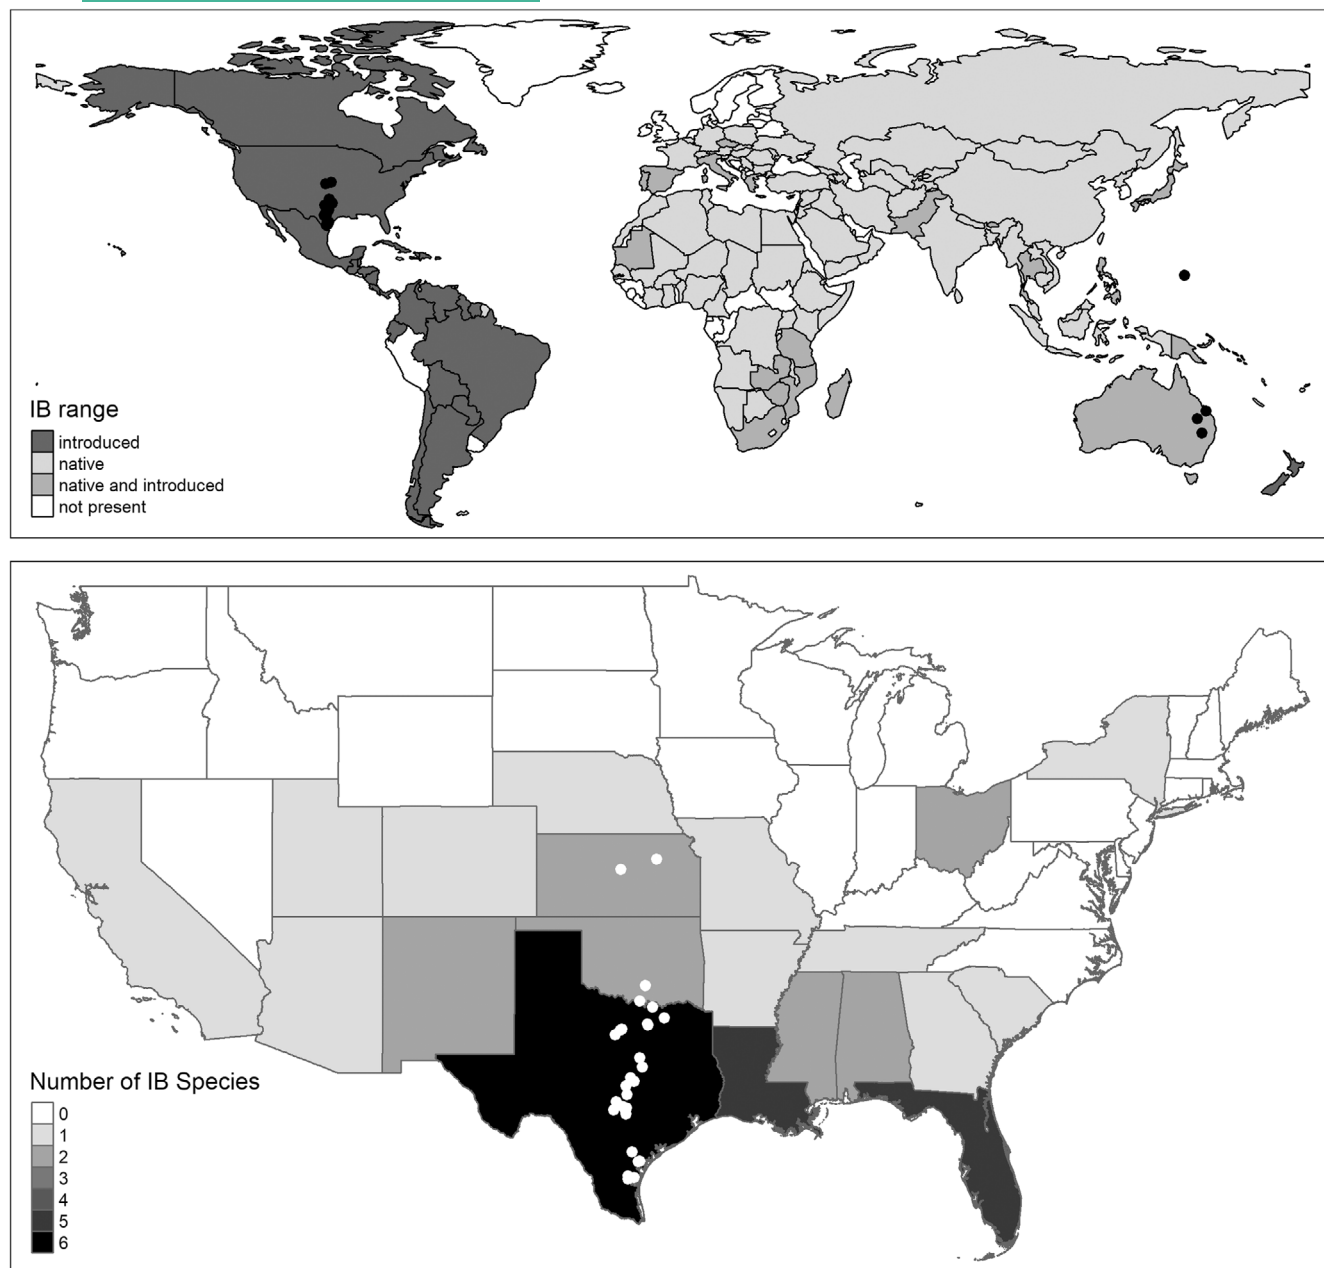 IB range
introduced
native
native and introduced
not present
Number of IB Species
0
1
2
3
4
5
6